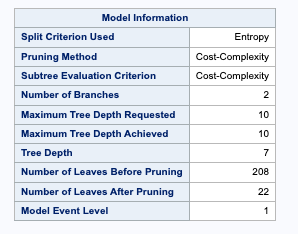 Model Information
Split Criterion Used Entropy
Pruning Method Cost-Complexity
Subtree Evaluation Criterion Cost-Complexity
Number of Branches 2
Maximum Tree Depth Requested 10
Maximum Tree Depth Achieved 10
Tree Depth 7
Number of Leaves Before Pruning 208
Number of Leaves After Pruning 22
Model Event Level 1